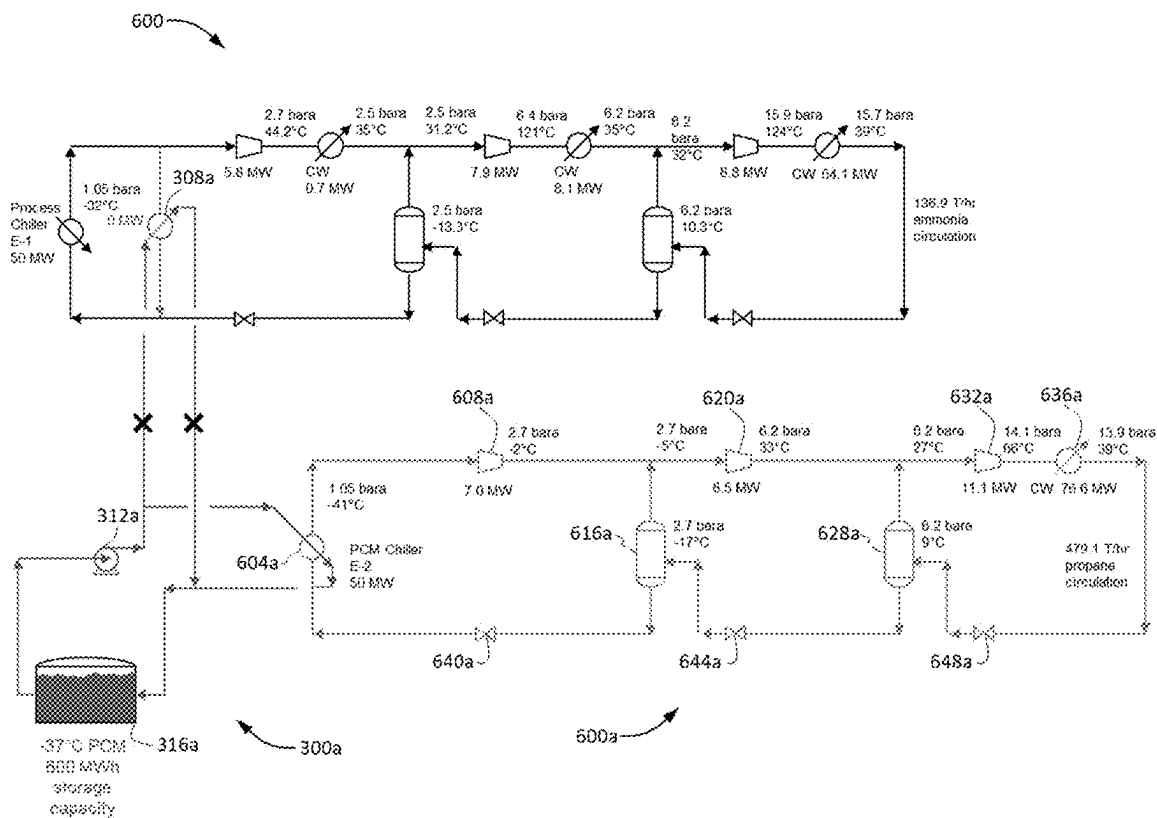 600
2.7 bara
44.2°C
2.5 bara
35°C
2.5 bara
31.2°C
6.4 bara
121°C
6.2 bara
35°C
6.2
bara
32°C
15.9 bara
124°C
15.7 bara
39°C
5.8 MW
CW
0.7 MW
7.9 MW
CW
8.1 MW
8.8 MW
CW 54.1 MW
308a
1.05 bara
-32°C
0 MW
Process
Chiller
E-1
50 MW
2.5 bara
-13.3°C
6.2 bara
10.3°C
136.9 T/hr
ammonia
circulation
608a
620a
632a
636a
2.7 bara
-2°C
2.7 bara
-5°C
6.2 bara
33°C
6.2 bara
27°C
14.1 bara
66°C
13.9 bara
39°C
7.0 MW
6.5 MW
11.1 MW
CW 76.6 MW
1.05 bara
-41°C
312a
604a
PCM Chiller
E-2
50 MW
616a
2.7 bara
-17°C
628a
6.2 bara
9°C
479.1 T/hr
propane
circulation
640a
644a
648a
316a
300a
600a
-37°C PCM
600 MWh
storage
capacity